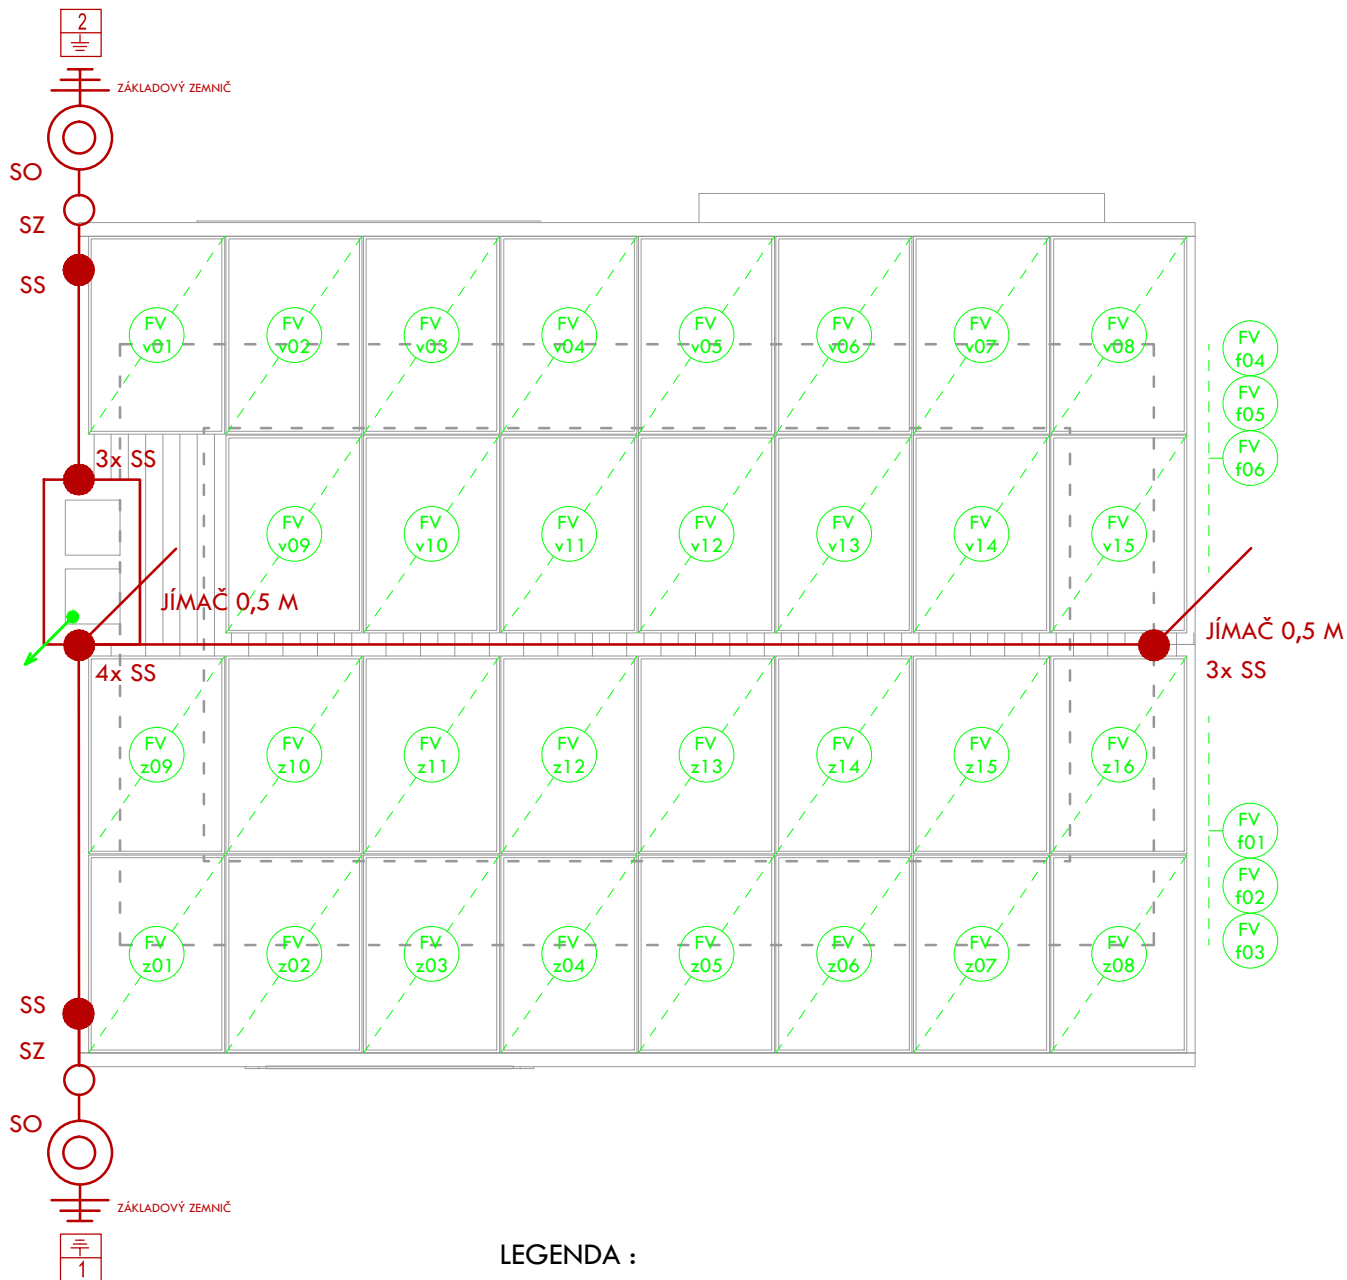 2
ZÁKLADOVÝ ZEMNIČ
SO
SZ
SS
FV v01
FV v02
FV v03
FV v04
FV v05
FV v06
FV v07
FV v08
FV f04
FV f05
FV f06
3x SS
FV v09
FV v10
FV v11
FV v12
FV v13
FV v14
FV v15
JÍMAČ 0,5 M
JÍMAČ 0,5 M
4x SS
3x SS
FV z09
FV z10
FV z11
FV z12
FV z13
FV z14
FV z15
FV z16
FV f01
FV f02
FV f03
FV z01
FV z02
FV z03
FV z04
FV z05
FV z06
FV z07
FV z08
SS
SZ
SO
ZÁKLADOVÝ ZEMNIČ
1
LEGENDA :